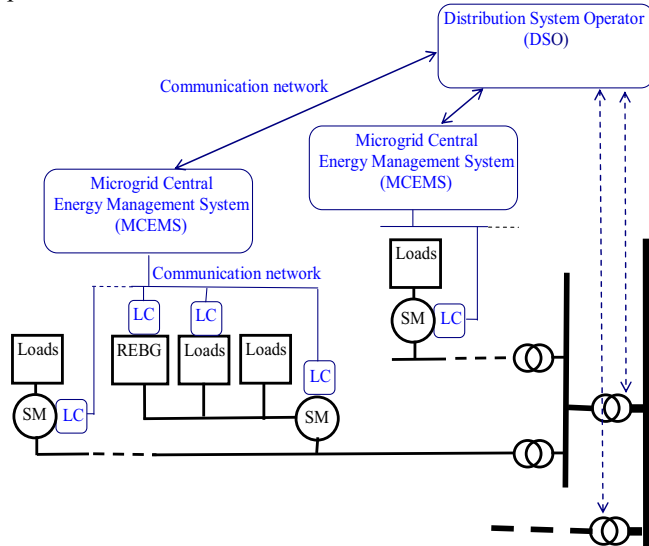 Distribution System Operator
(DSO)
Communication network
Microgrid Central
Energy Management System
(MCEMS)
Microgrid Central
Energy Management System
(MCEMS)
Communication network
Loads
LC
LC
SM
LC
Loads
REBG
Loads
Loads
LC
SM
LC
SM